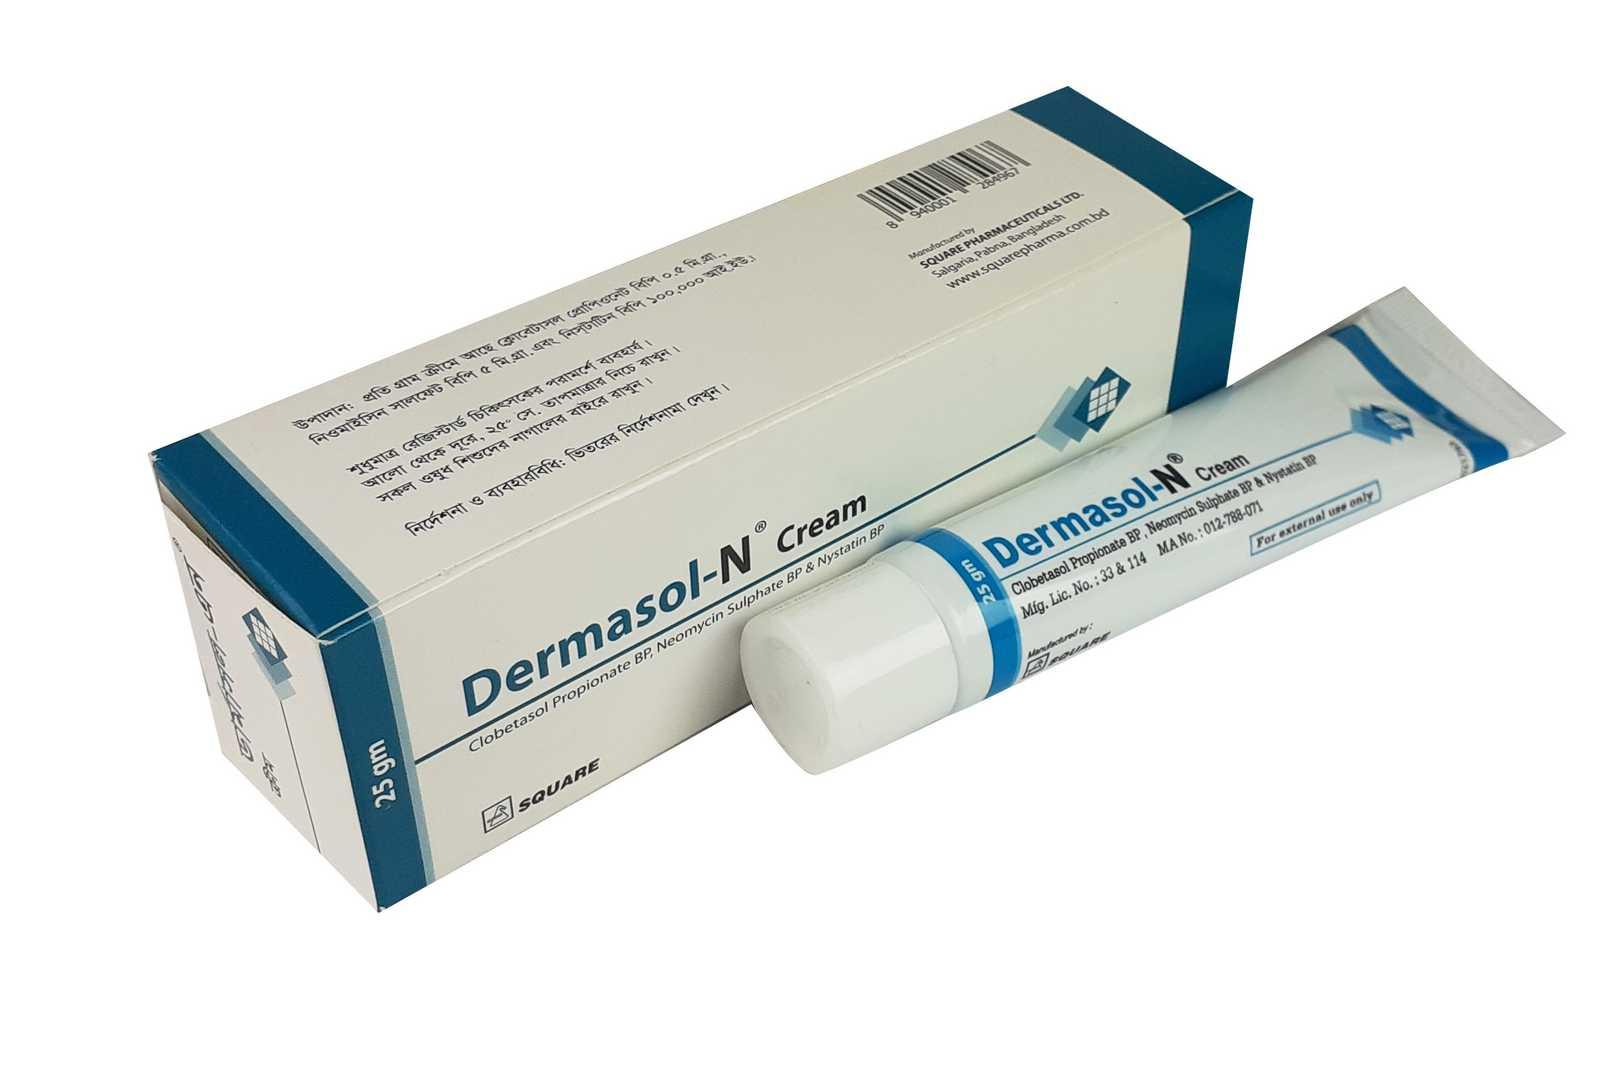 8 940001 284967
Manufactured by
SQUARE PHARMACEUTICALS LTD.
Salgaria, Pabna, Bangladesh
www.squarepharma.com.bd
উপাদান: প্রতি গ্রাম ক্রীমে আছে ক্লোবেটাসল প্রোপিওনেট বিপি ০.৫ মি.গ্রা.,
নিওমাইসিন সালফেট বিপি ৫ মি.গ্রা. এবং নিস্টাটিন বিপি ১০০,০০০ আই.ইউ.।
শুধুমাত্র রেজিস্টার্ড চিকিৎসকের পরামর্শে ব্যবহার্য।
আলো থেকে দূরে, ২৫° সে. তাপমাত্রার নিচে রাখুন।
সকল ওষুধ শিশুদের নাগালের বাইরে রাখুন।
নির্দেশনা ও ব্যবহারবিধি: ভিতরের নির্দেশনামা দেখুন।
Dermasol-N® Cream
Clobetasol Propionate BP, Neomycin Sulphate BP & Nystatin BP
SQUARE
25 gm
25 gm
Dermasol-N® Cream
Clobetasol Propionate BP, Neomycin Sulphate BP & Nystatin BP
Mfg. Lic. No. : 33 & 114 MA No. : 012-788-071
For external use only
Manufactured by :
SQUARE